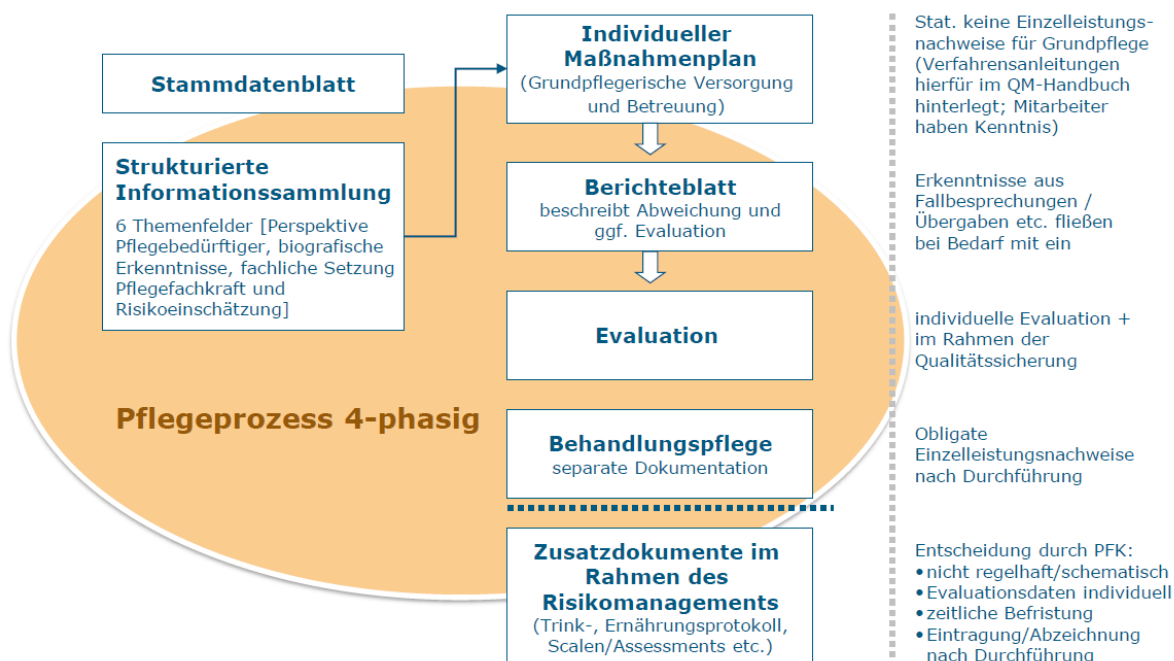 Stammdatenblatt
Strukturierte
Informationssammlung
6 Themenfelder [Perspektive
Pflegebedürftiger, biografische
Erkenntnisse, fachliche Setzung
Pflegefachkraft und
Risikoeinschätzung]
Pflegeprozess 4-phasig
Individueller
Maßnahmenplan
(Grundpflegerische Versorgung
und Betreuung)
Berichteblatt
beschreibt Abweichung und
ggf. Evaluation
Evaluation
Behandlungspflege
separate Dokumentation
Zusatzdokumente im
Rahmen des
Risikomanagements
(Trink-, Ernährungsprotokoll,
Scalen/Assessments etc.)
Stat. keine Einzelleistungs-
nachweise für Grundpflege
(Verfahrensanleitungen
hierfür im QM-Handbuch
hinterlegt; Mitarbeiter
haben Kenntnis)
Erkenntnisse aus
Fallbesprechungen /
Übergaben etc. fließen
bei Bedarf mit ein
individuelle Evaluation +
im Rahmen der
Qualitätssicherung
Obligate
Einzelleistungsnachweise
nach Durchführung
Entscheidung durch PFK:
• nicht regelhaft/schematisch
• Evaluationsdaten individuell
• zeitliche Befristung
• Eintragung/Abzeichnung
nach Durchführung